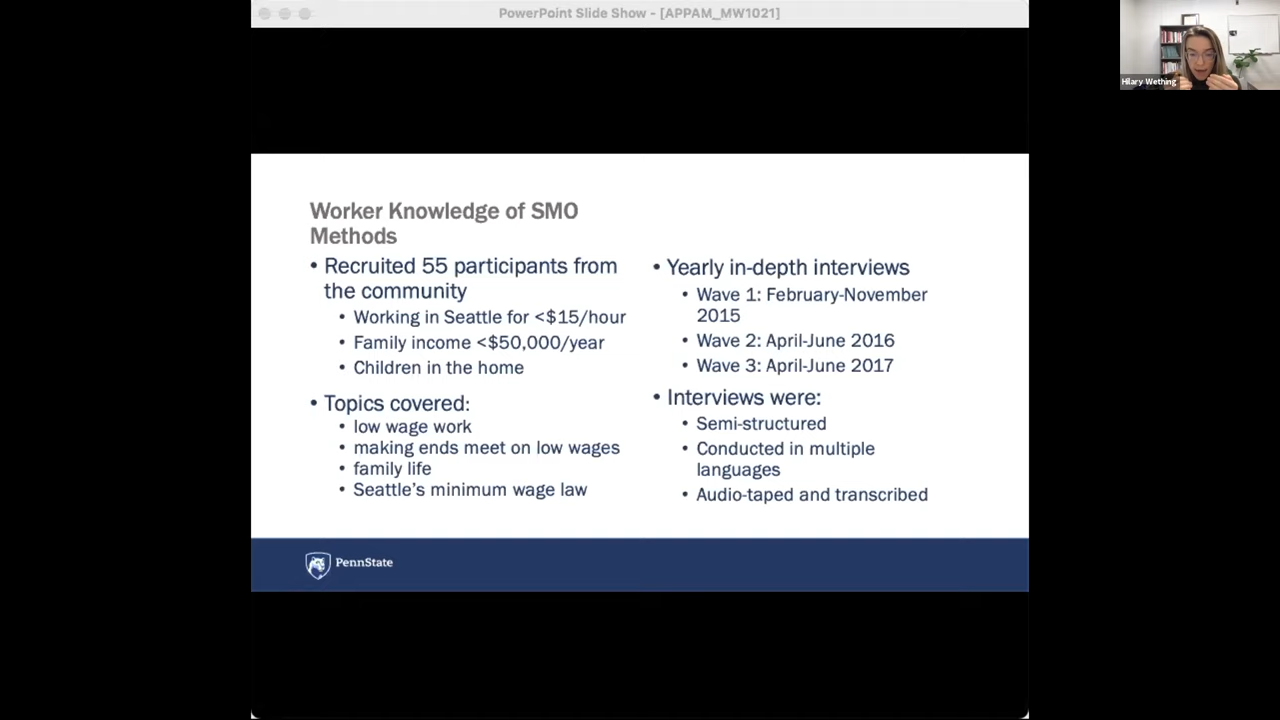 PowerPoint Slide Show - [APPAM_MW1021]
Hilary Wething
Worker Knowledge of SMO
Methods
• Recruited 55 participants from
the community
• Working in Seattle for <$15/hour
• Family income <$50,000/year
• Children in the home
• Topics covered:
• low wage work
• making ends meet on low wages
• family life
• Seattle's minimum wage law
• Yearly in-depth interviews
• Wave 1: February-November
2015
• Wave 2: April-June 2016
• Wave 3: April-June 2017
• Interviews were:
• Semi-structured
• Conducted in multiple
languages
• Audio-taped and transcribed
PennState